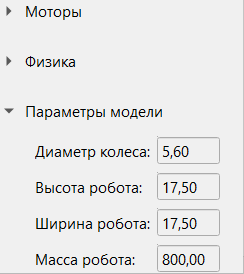 Моторы
Физика
Параметры модели
Диаметр колеса: 5,60
Высота робота: 17,50
Ширина робота: 17,50
Масса робота: 800,00